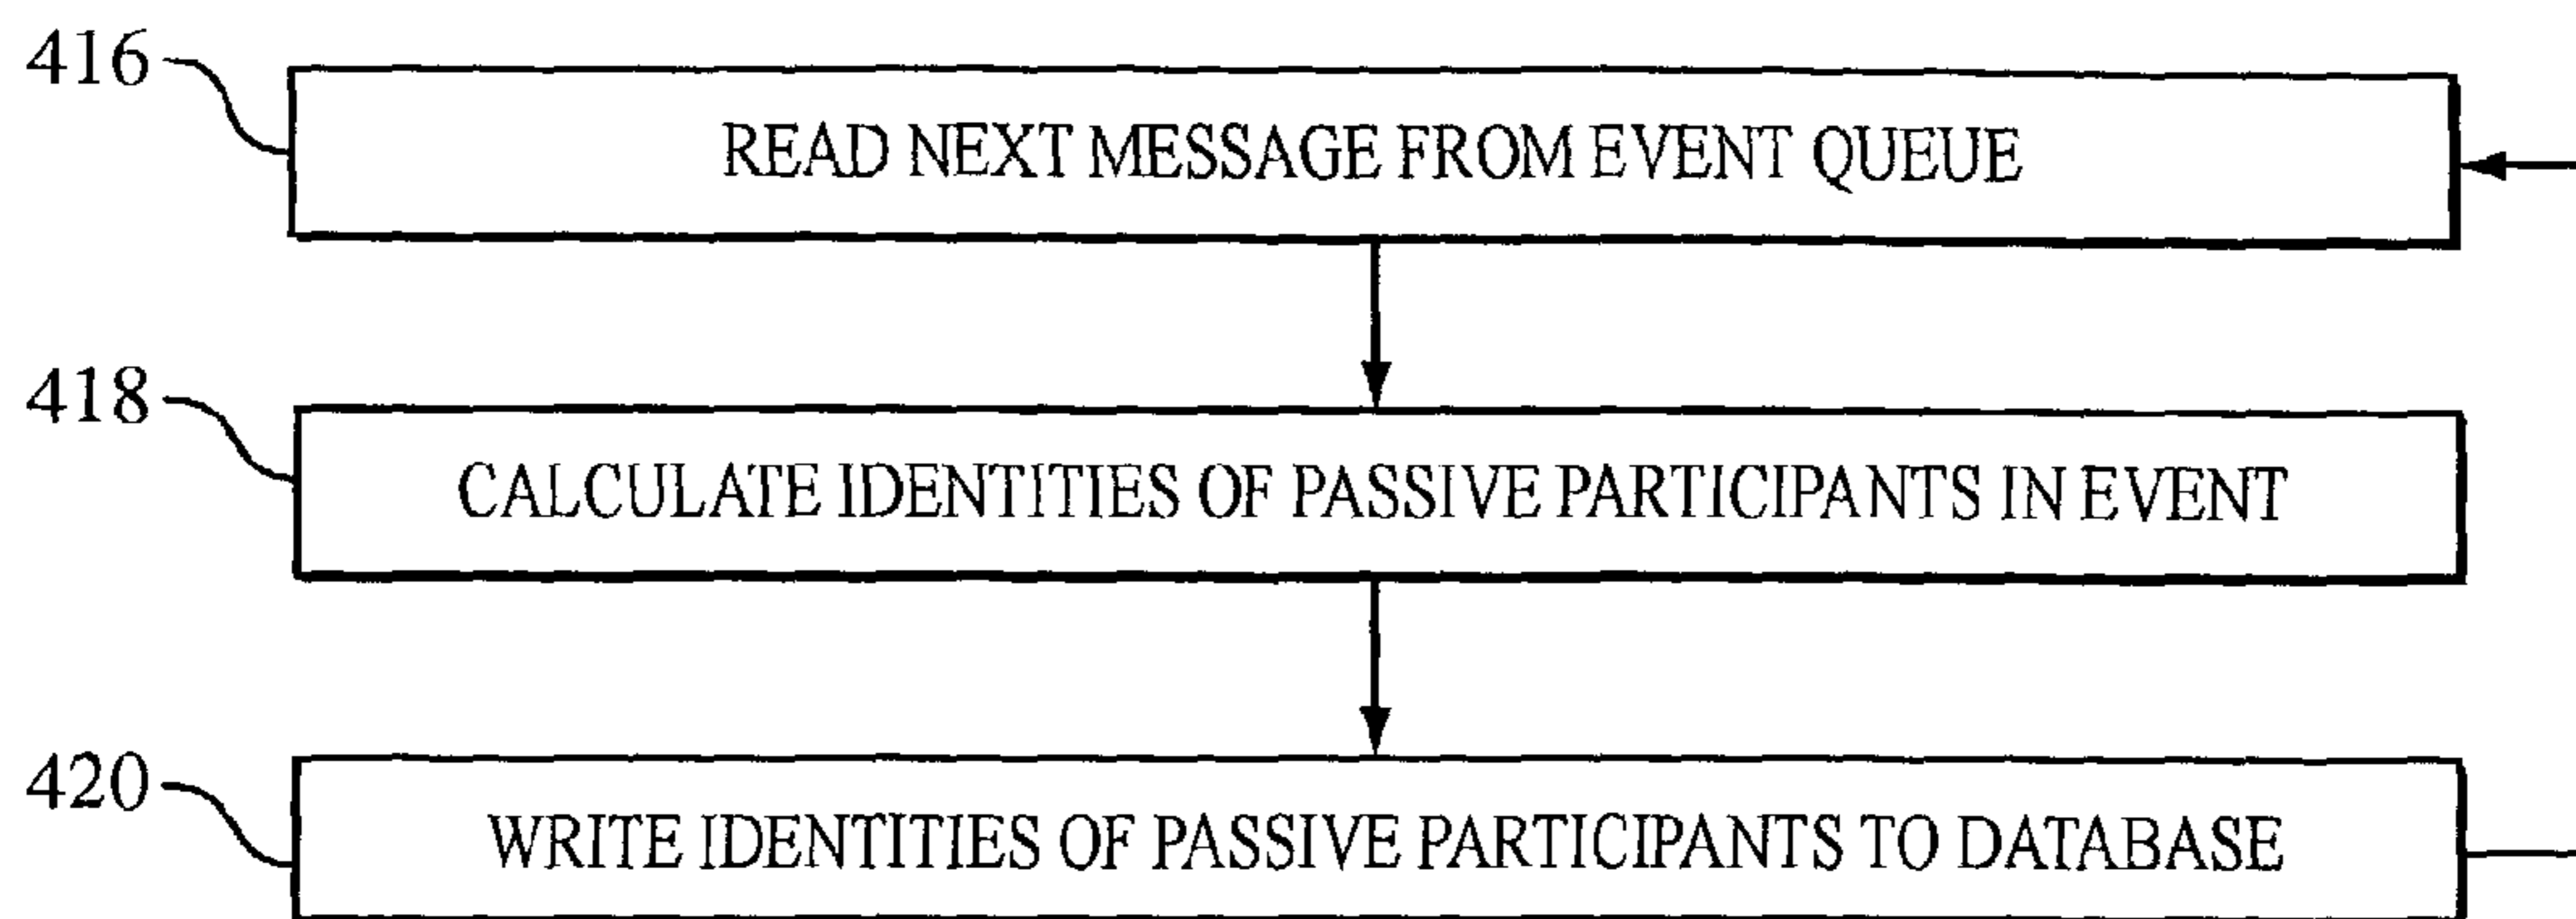 416
READ NEXT MESSAGE FROM EVENT QUEUE
418
CALCULATE IDENTITIES OF PASSIVE PARTICIPANTS IN EVENT
420
WRITE IDENTITIES OF PASSIVE PARTICIPANTS TO DATABASE